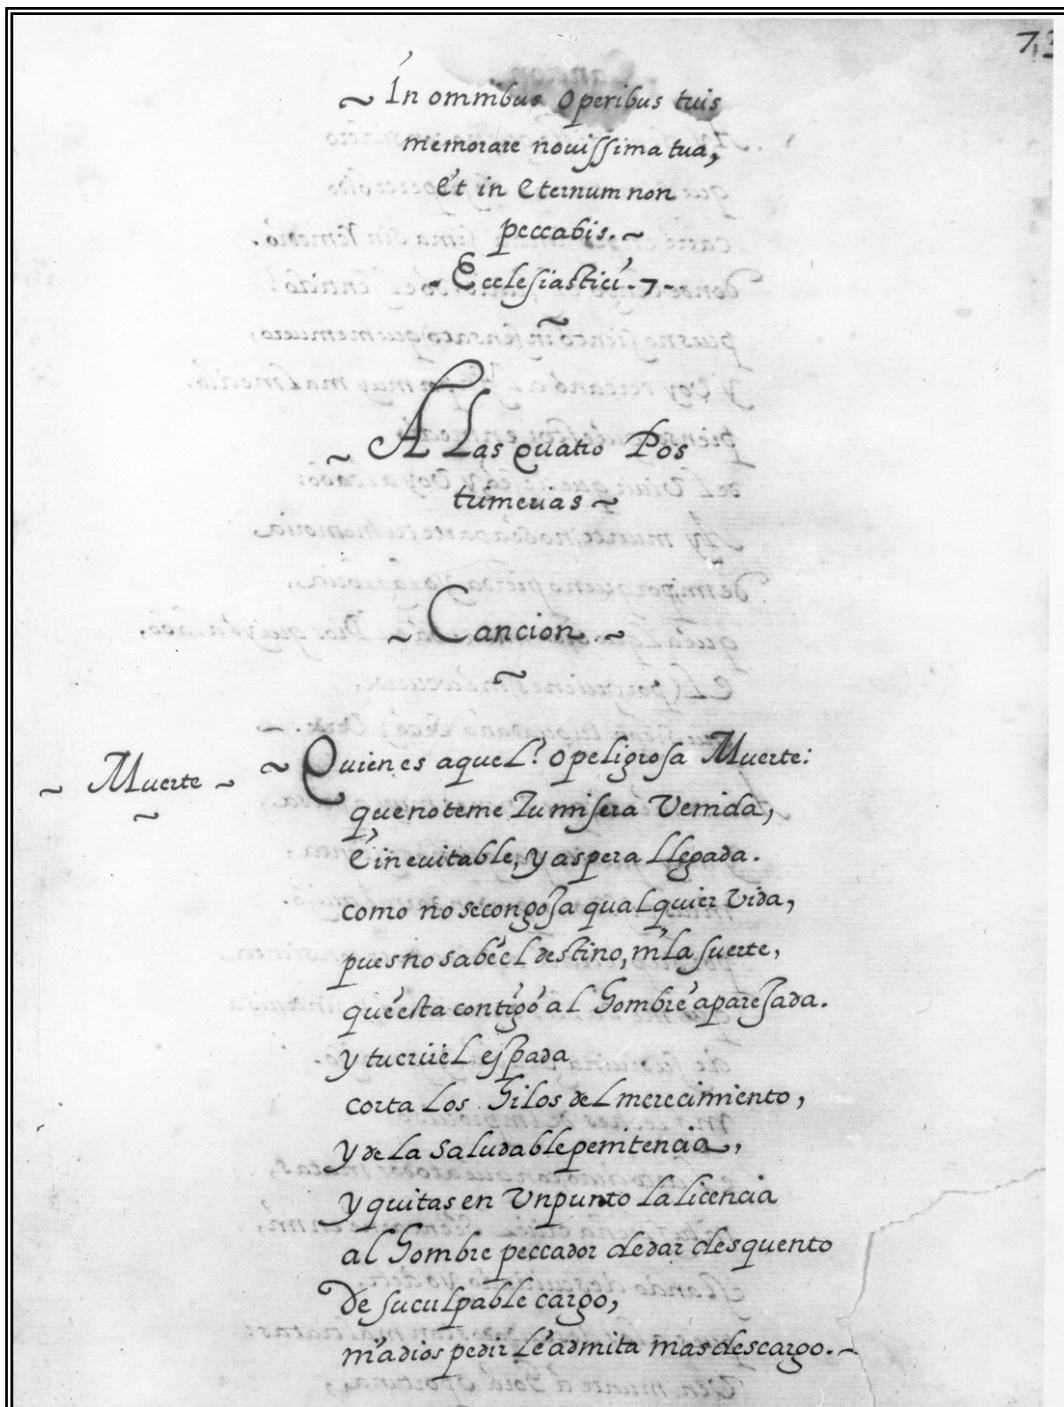 73
In omnibus operibus tuis
memorare nouissima tua,
et in eternum non
peccabis.~
Ecclesiastici - 7 -
A Las quatro Pos
trimerias ~
Cancion.~
~ Muerte ~
Quien es aquel? o peligrosa Muerte:
que no teme tu misera Venida,
é ineuitable, y aspera llegada.
como no se congoja qualquier vida,
pues no sabe el destino, ni la suerte,
que esta contigo al hombre aparejada.
y tu cruel espada
corta los hilos del merecimiento,
y de la saludable penitencia,
y quitas en Vn punto la licencia
al hombre peccador de dar desquento
De su culpable cargo,
ni a dios pedir le admita mas descargo.~